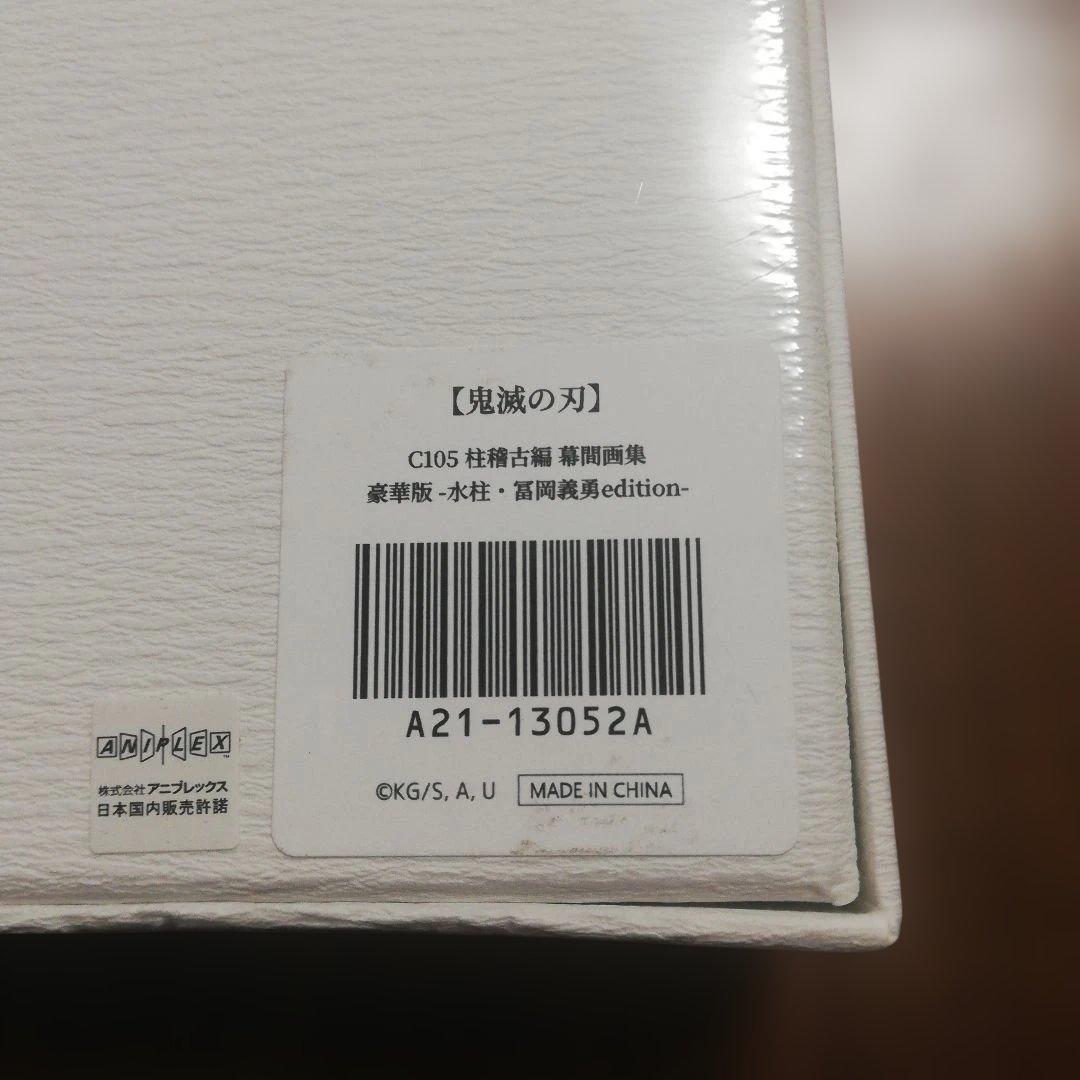 【鬼滅の刃】
C105 柱稽古編 幕間画集
豪華版 -水柱・冨岡義勇edition-
A21-13052A
©KG/S, A, U MADE IN CHINA
ANIPLEX™
株式会社 アニプレックス
日本国内販売許諾